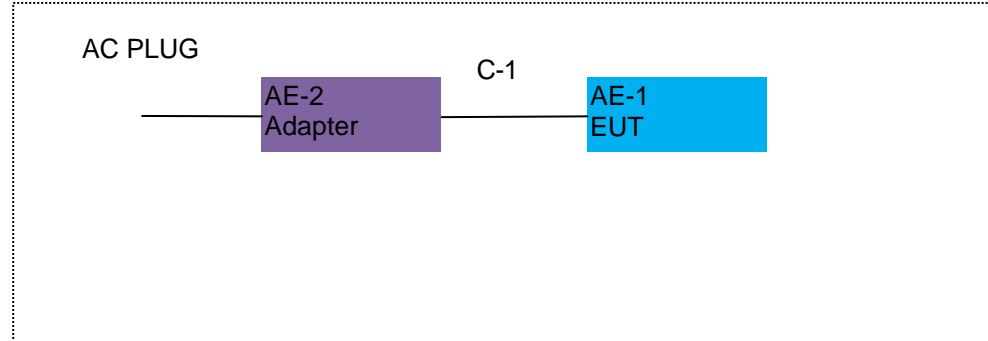 AC PLUG
C-1
AE-2
Adapter
AE-1
EUT